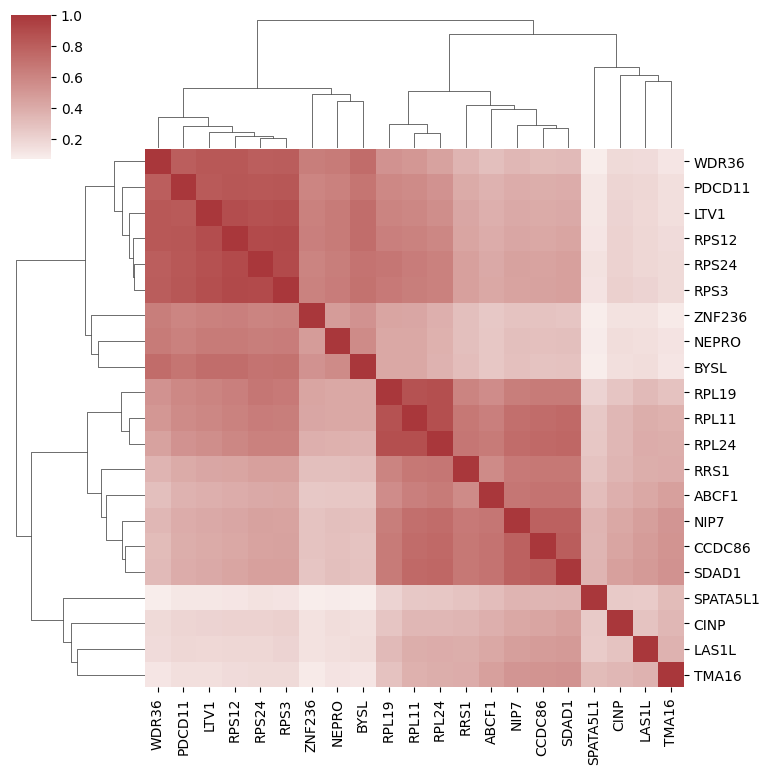 1.0
0.8
0.6
0.4
0.2
WDR36
PDCD11
LTV1
RPS12
RPS24
RPS3
ZNF236
NEPRO
BYSL
RPL19
RPL11
RPL24
RRS1
ABCF1
NIP7
CCDC86
SDAD1
SPATA5L1
CINP
LAS1L
TMA16
WDR36
PDCD11
LTV1
RPS12
RPS24
RPS3
ZNF236
NEPRO
BYSL
RPL19
RPL11
RPL24
RRS1
ABCF1
NIP7
CCDC86
SDAD1
SPATA5L1
CINP
LAS1L
TMA16